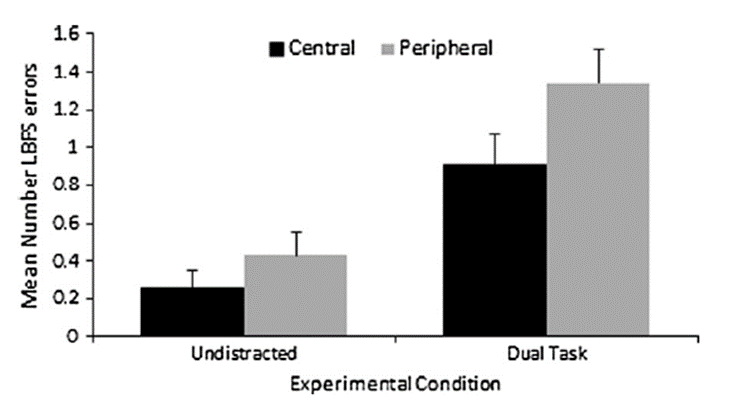 1.6
Central Peripheral
1.4
1.2
1
0.8
0.6
0.4
0.2
0
Mean Number LBFS errors
Undistracted Dual Task
Experimental Condition